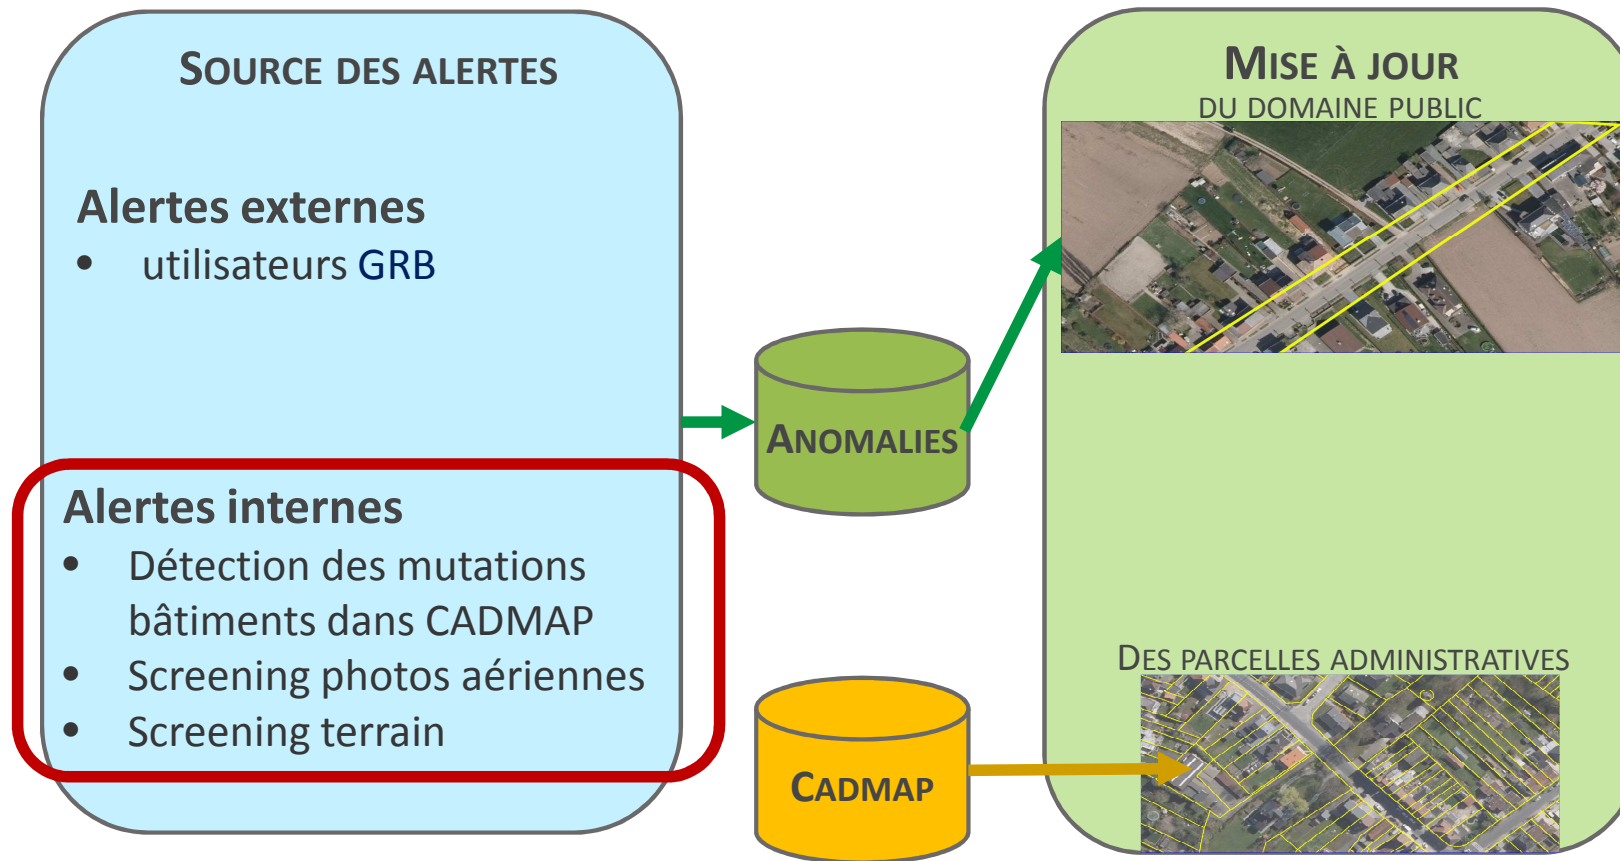 SOURCE DES ALERTES
Alertes externes
• utilisateurs GRB
Alertes internes
• Détection des mutations
bâtiments dans CADMAP
• Screening photos aériennes
• Screening terrain
ANOMALIES
CADMAP
MISE À JOUR
DU DOMAINE PUBLIC
DES PARCELLES ADMINISTRATIVES